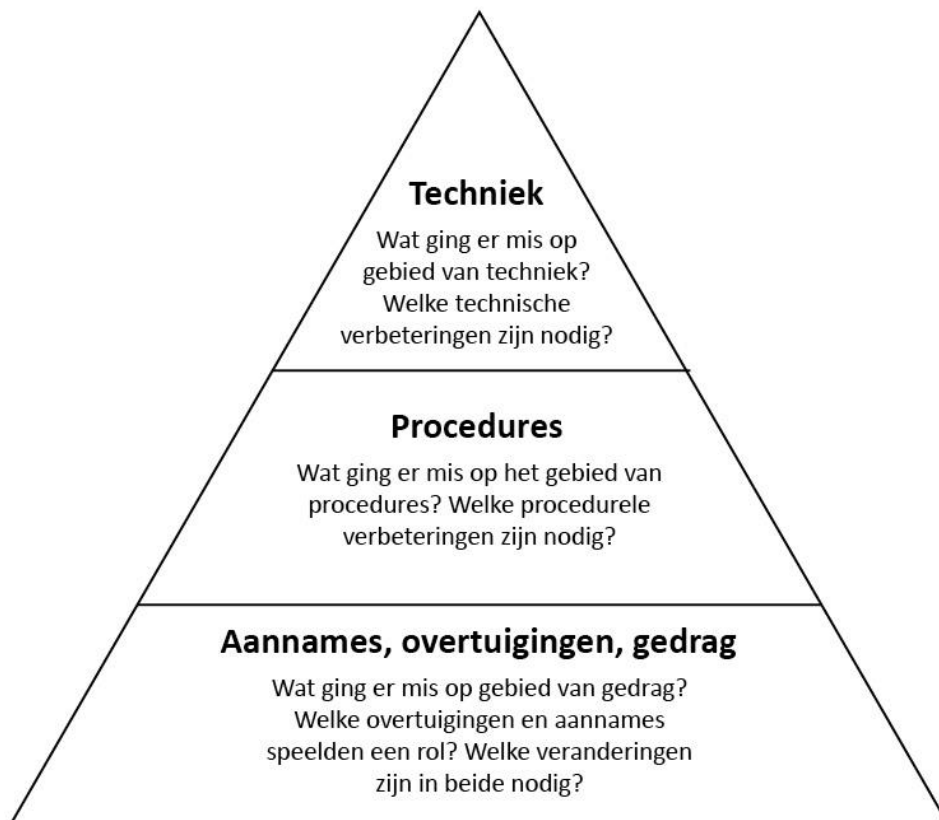 Techniek
Wat ging er mis op
gebied van techniek?
Welke technische
verbeteringen zijn nodig?
Procedures
Wat ging er mis op het gebied van
procedures? Welke procedurele
verbeteringen zijn nodig?
Aannames, overtuigingen, gedrag
Wat ging er mis op gebied van gedrag?
Welke overtuigingen en aannames
speelden een rol? Welke veranderingen
zijn in beide nodig?